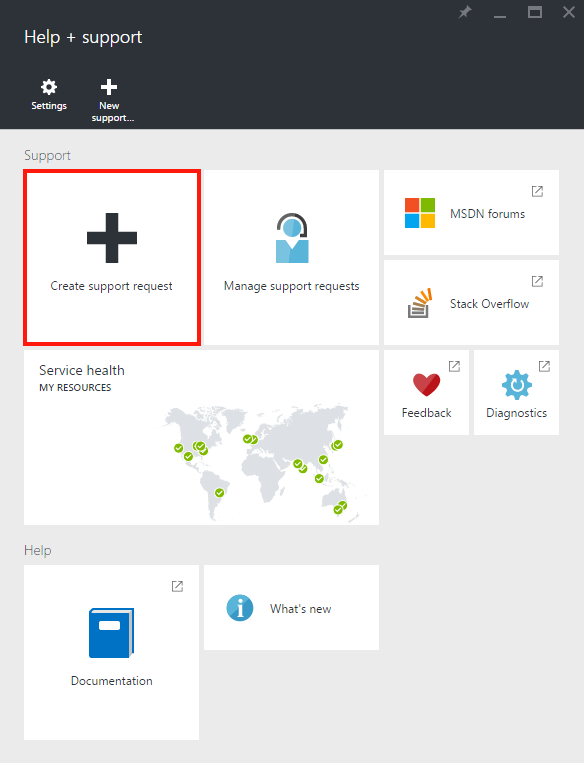 Help + support
Settings
New
support...
Support
Create support request
Manage support requests
MSDN forums
Stack Overflow
Service health
MY RESOURCES
Feedback
Diagnostics
Help
Documentation
What's new